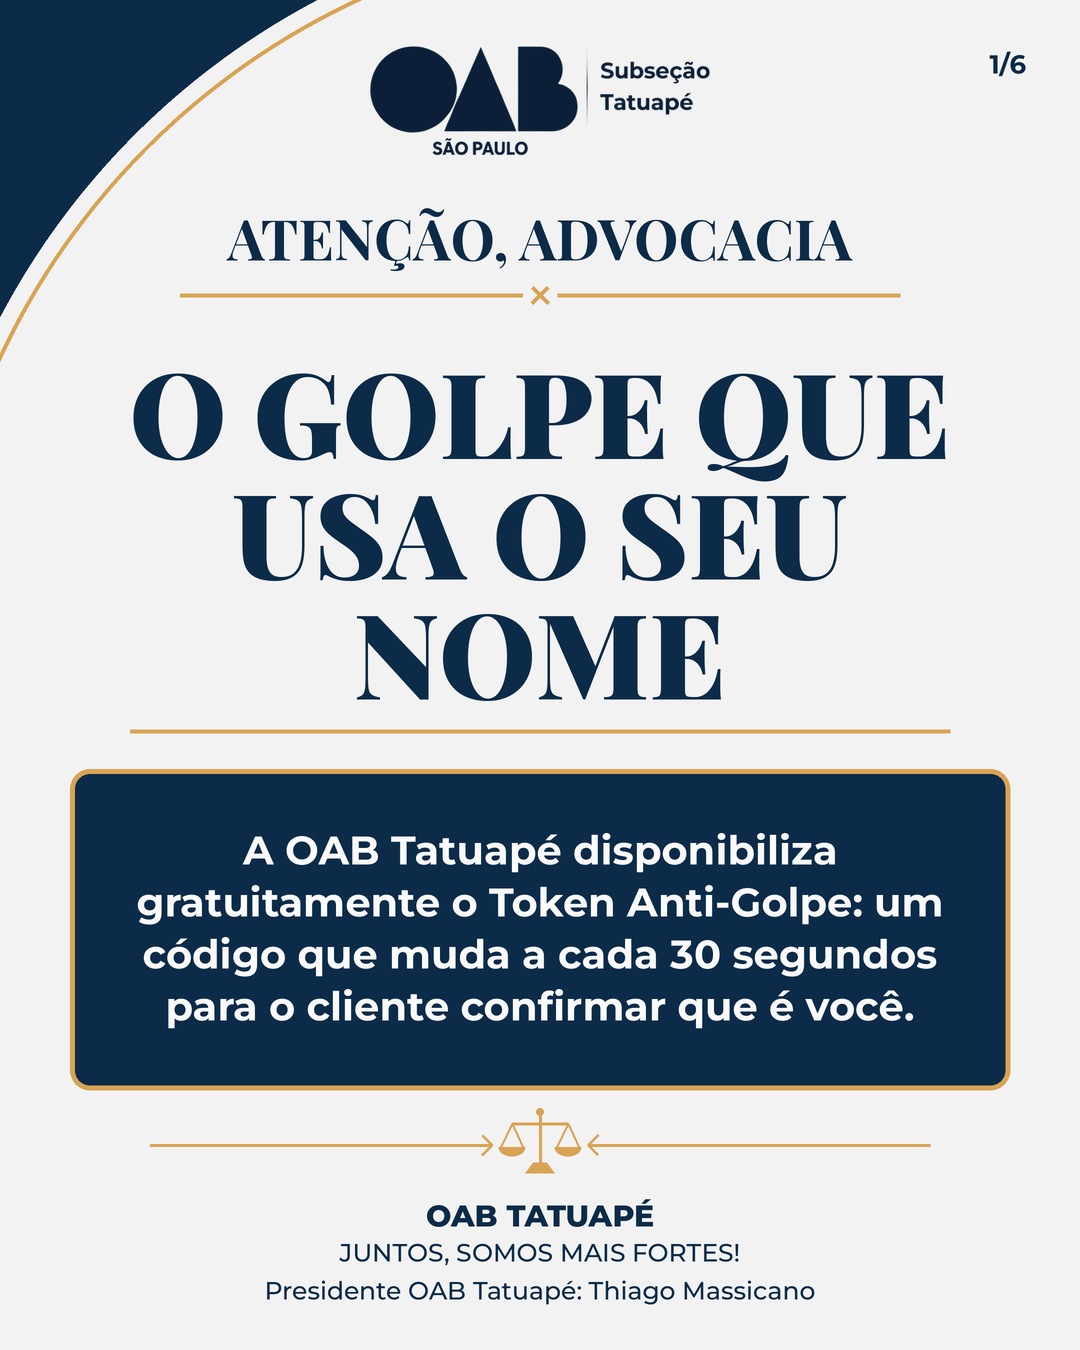 OAB
SÃO PAULO
Subseção
Tatuapé
1/6
ATENÇÃO, ADVOCACIA
O GOLPE QUE
USA O SEU
NOME
A OAB Tatuapé disponibiliza
gratuitamente o Token Anti-Golpe: um
código que muda a cada 30 segundos
para o cliente confirmar que é você.
OAB TATUAPÉ
JUNTOS, SOMOS MAIS FORTES!
Presidente OAB Tatuapé: Thiago Massicano